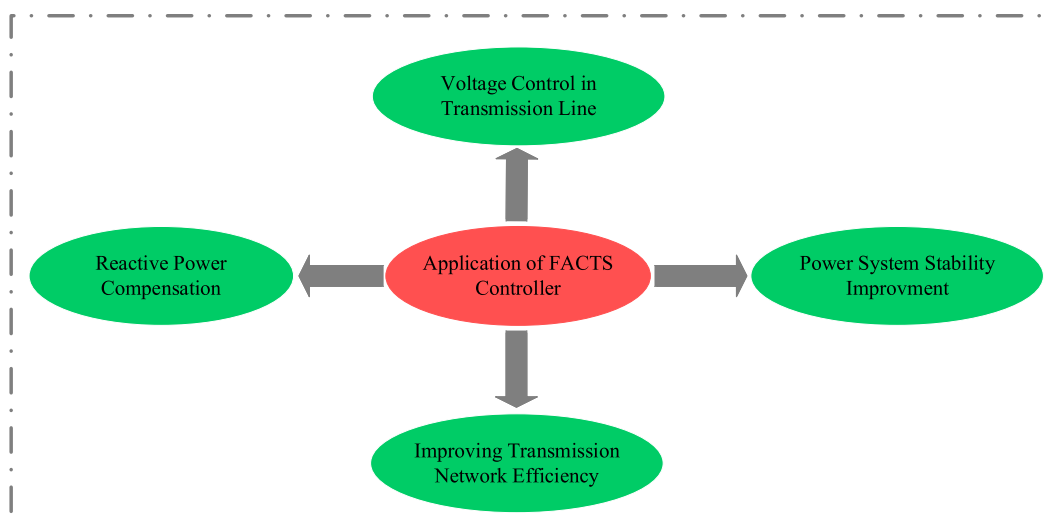 Voltage Control in
Transmission Line
Reactive Power
Compensation
Application of FACTS
Controller
Power System Stability
Improvment
Improving Transmission
Network Efficiency